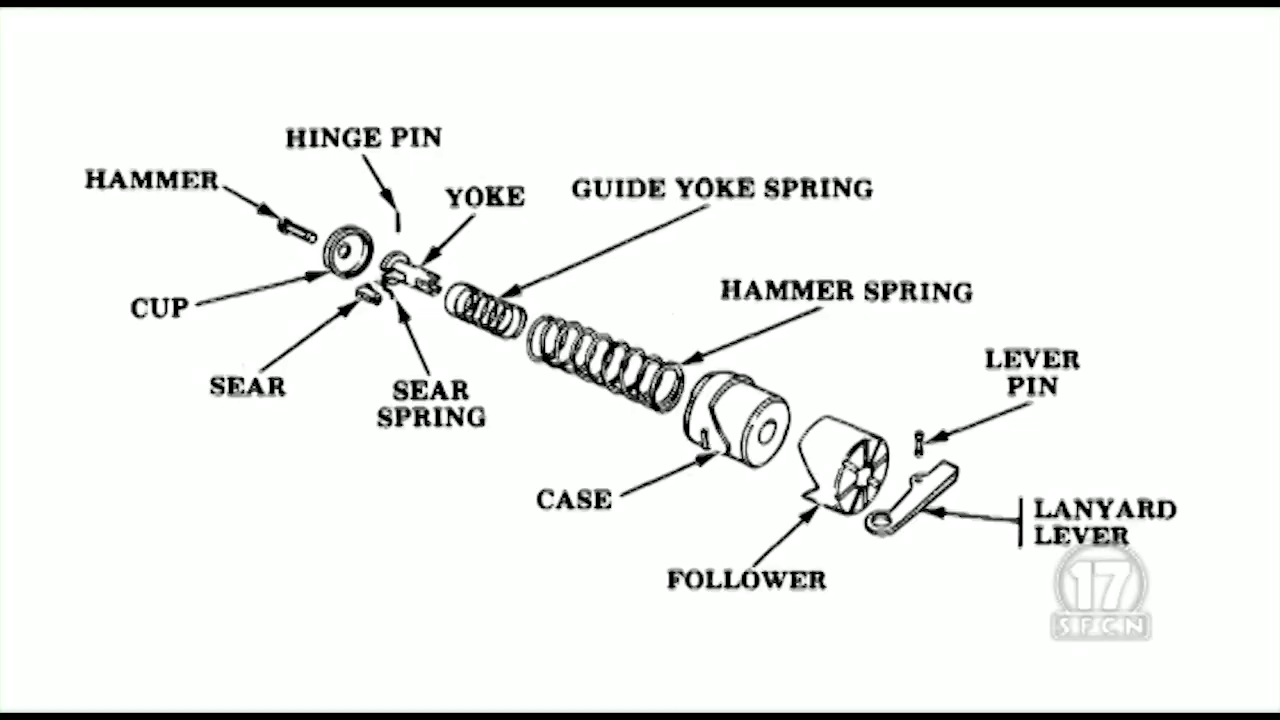 HINGE PIN
HAMMER
YOKE
GUIDE YOKE SPRING
CUP
HAMMER SPRING
SEAR
SEAR
SPRING
LEVER
PIN
CASE
LANYARD
LEVER
FOLLOWER
17
SFCN